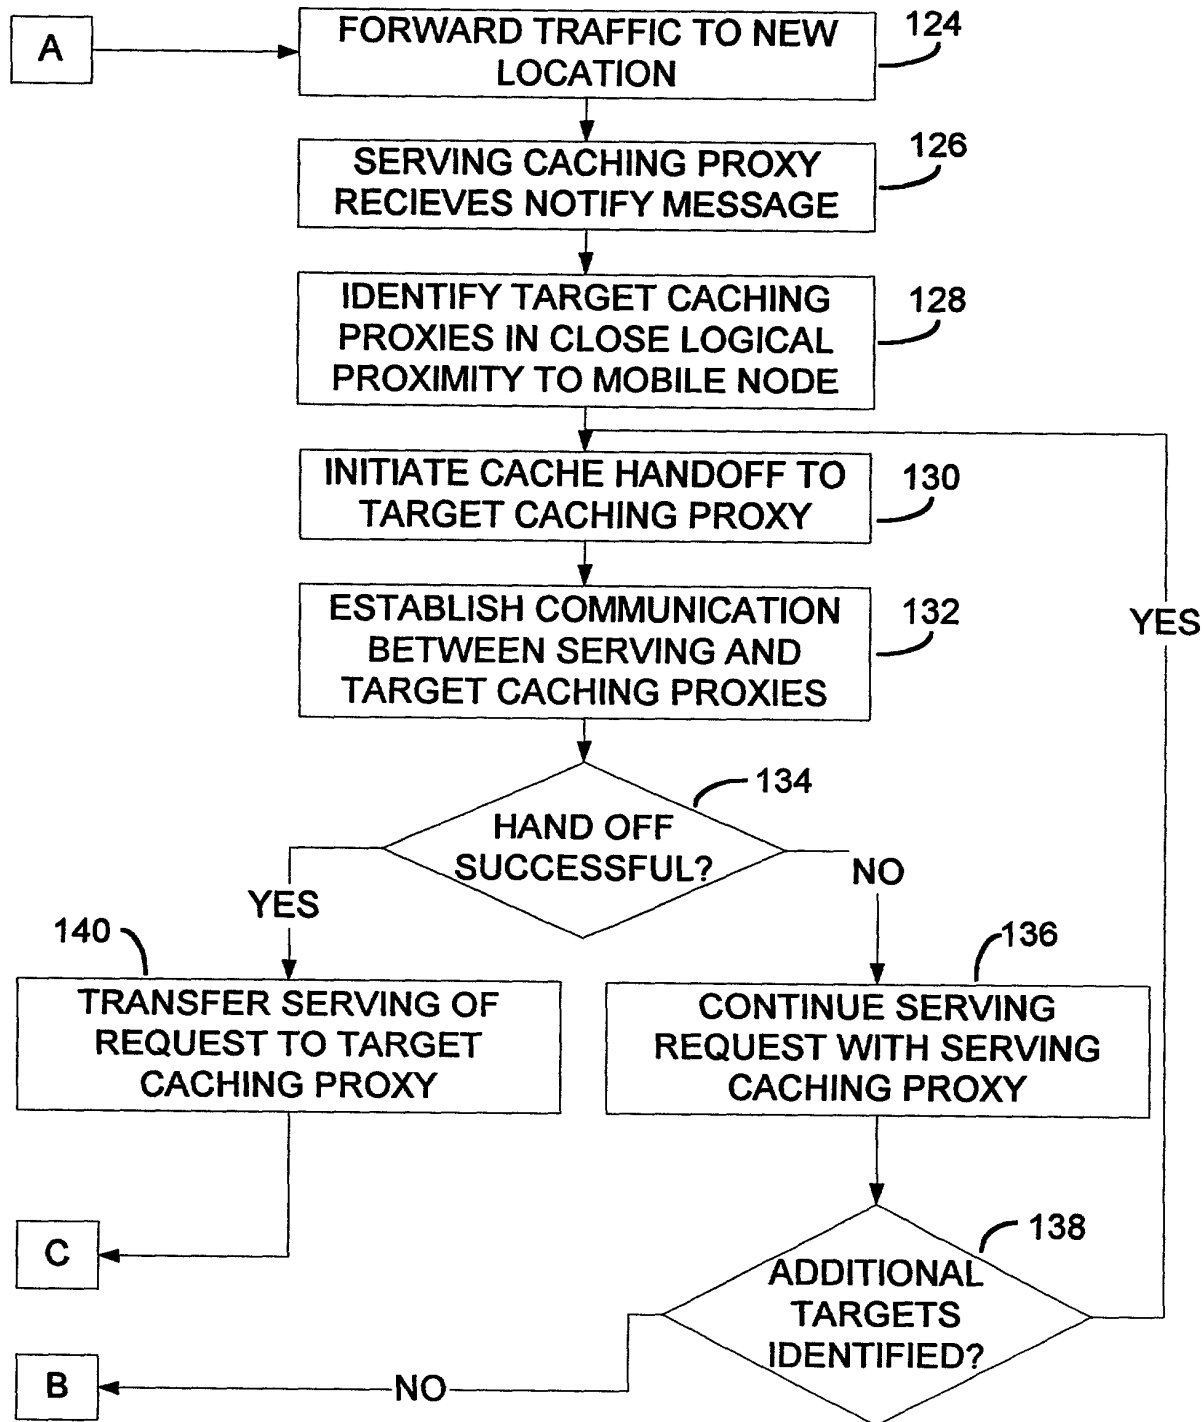 A
FORWARD TRAFFIC TO NEW
LOCATION
124
SERVING CACHING PROXY
RECIEVES NOTIFY MESSAGE
126
IDENTIFY TARGET CACHING
PROXIES IN CLOSE LOGICAL
PROXIMITY TO MOBILE NODE
128
INITIATE CACHE HANDOFF TO
TARGET CACHING PROXY
130
ESTABLISH COMMUNICATION
BETWEEN SERVING AND
TARGET CACHING PROXIES
132
YES
HAND OFF
SUCCESSFUL?
134
YES
NO
140
TRANSFER SERVING OF
REQUEST TO TARGET
CACHING PROXY
136
CONTINUE SERVING
REQUEST WITH SERVING
CACHING PROXY
C
138
ADDITIONAL
TARGETS
IDENTIFIED?
B
NO